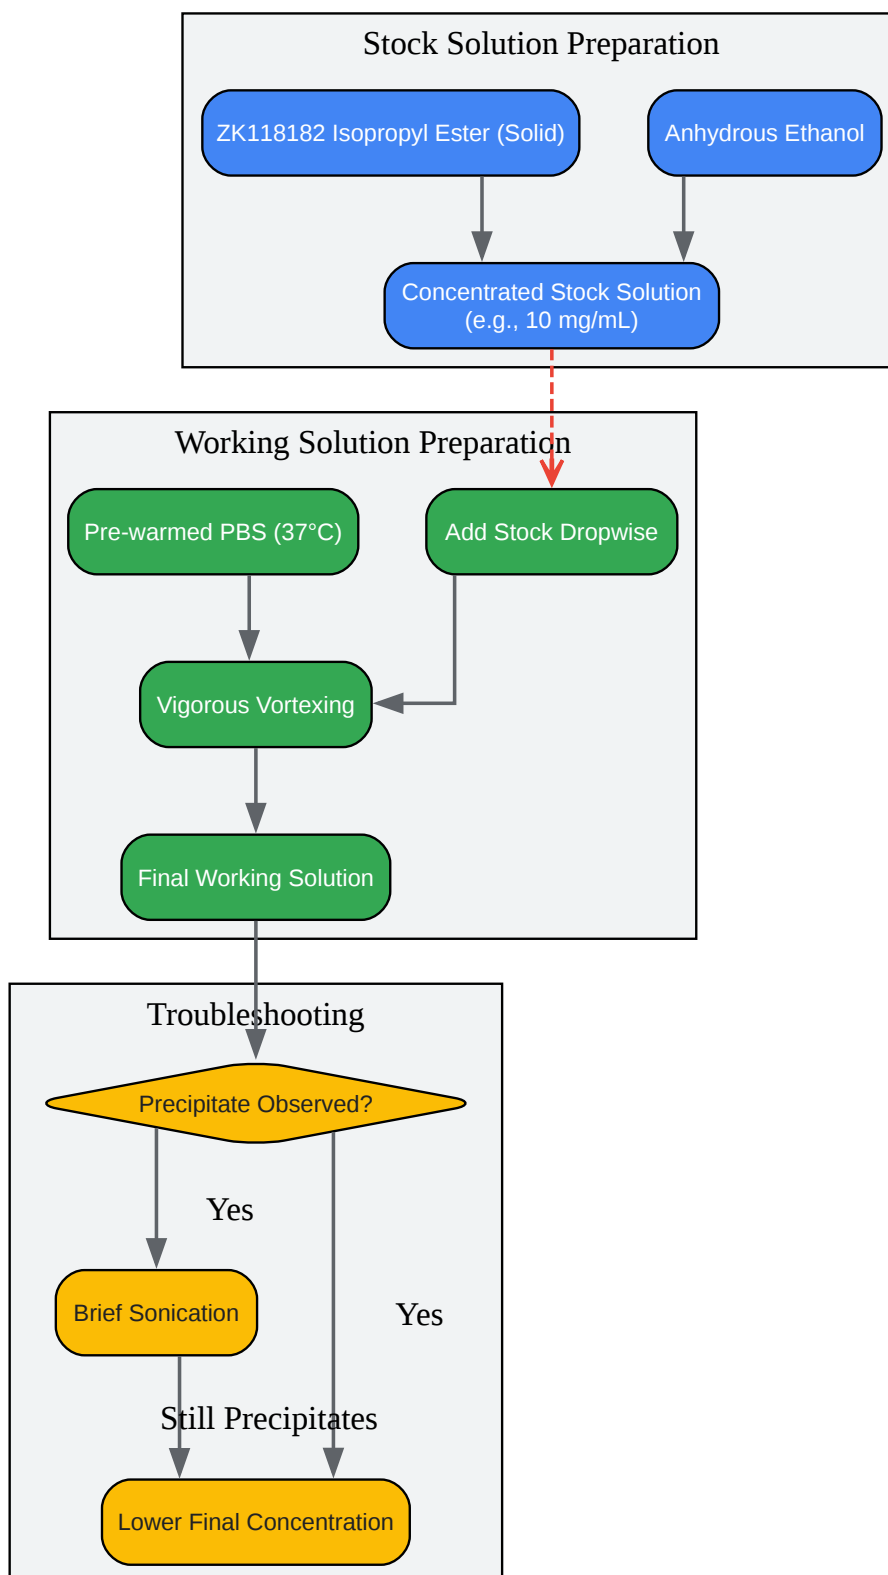 Stock Solution Preparation
ZK118182 Isopropyl Ester (Solid)
Anhydrous Ethanol
Concentrated Stock Solution
(e.g., 10 mg/mL)
Working Solution Preparation
Pre-warmed PBS (37°C)
Add Stock Dropwise
Vigorous Vortexing
Final Working Solution
Troubleshooting
Precipitate Observed?
Yes
Brief Sonication
Yes
Still Precipitates
Lower Final Concentration